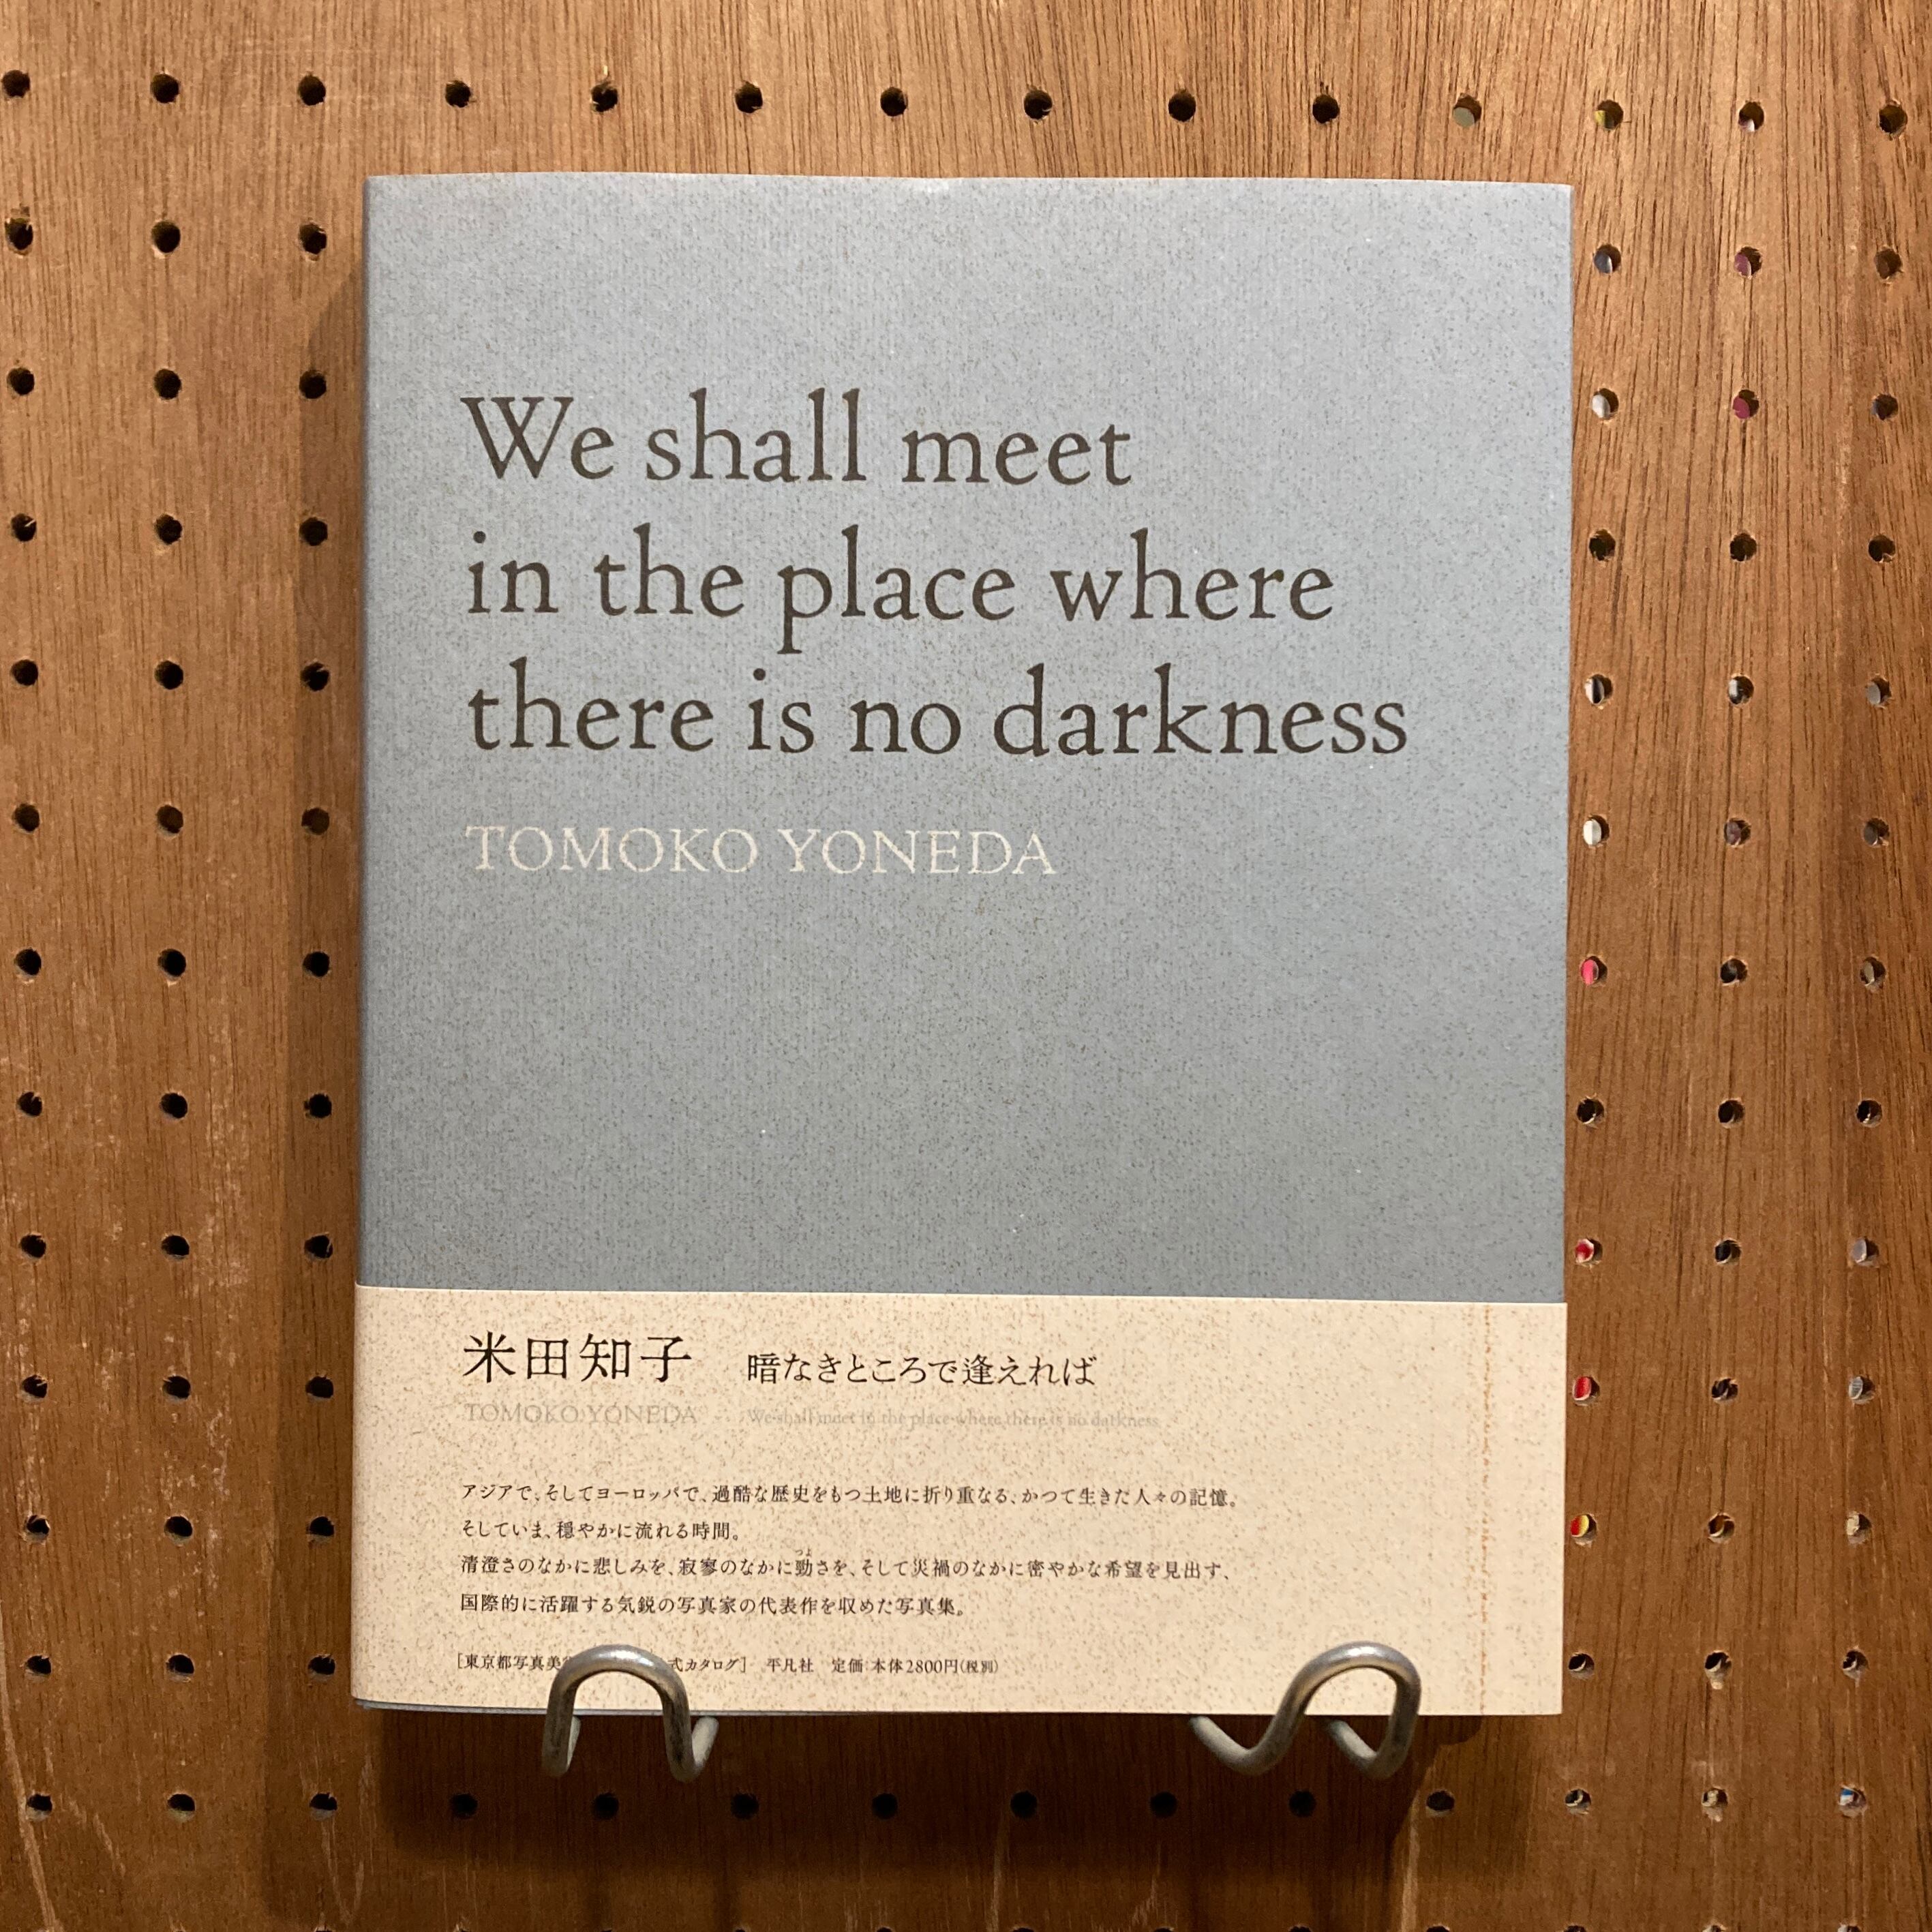 We shall meet
in the place where
there is no darkness
TOMOKO YONEDA
米田知子 暗なきところで逢えれば
TOMOKO YONEDA We shall meet in the place where there is no darkness
アジアで、そしてヨーロッパで、過酷な歴史をもつ土地に折り重なる、かつて生きた人々の記憶。
そしていま、穏やかに流れる時間。
つよ
清澄さのなかに悲しみを、寂寥のなかに勁さを、そして災禍のなかに密やかな希望を見出す、
国際的に活躍する気鋭の写真家の代表作を収めた写真集。
[東京都写真美 式カタログ] 平凡社 定価:本体2800円(税別)